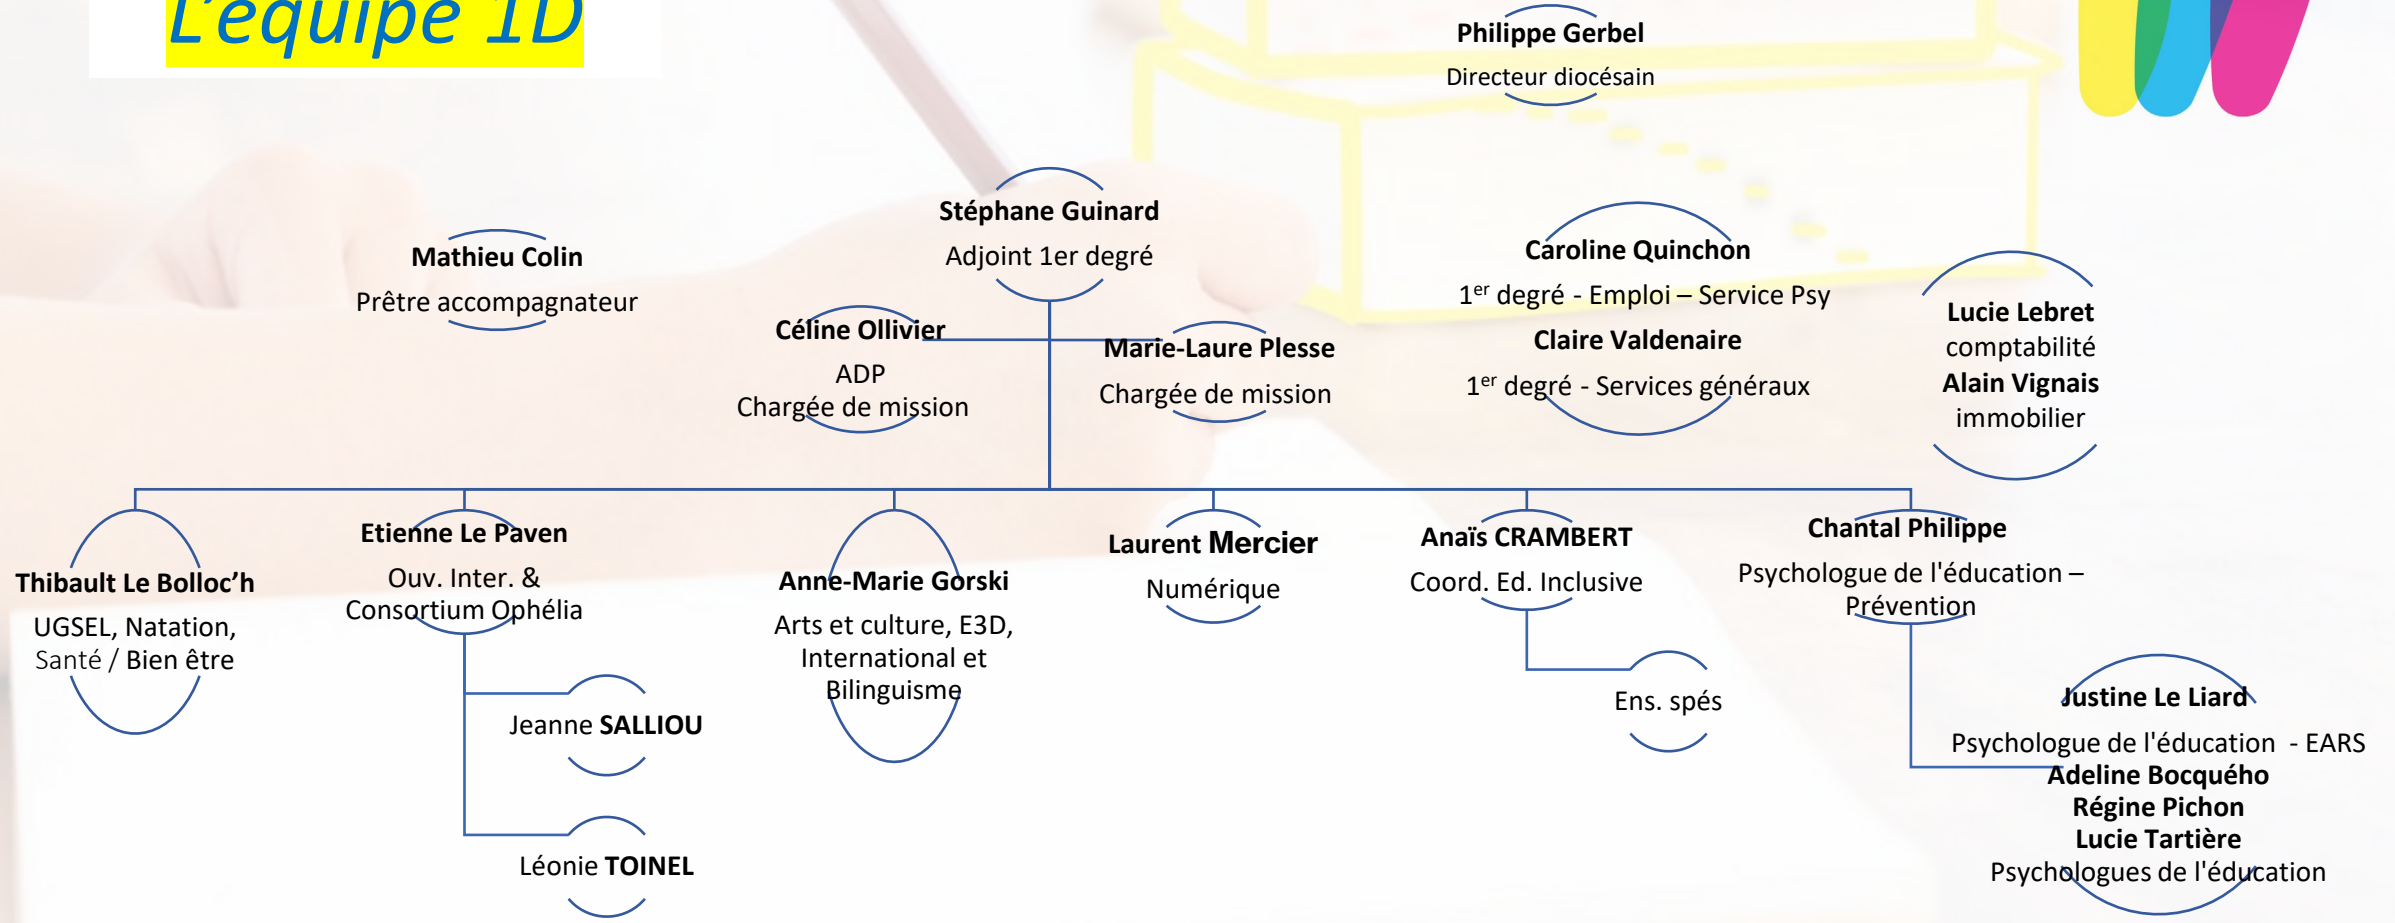 L'équipe 1D
Philippe Gerbel
Directeur diocésain
Stéphane Guinard
Adjoint 1er degré
Mathieu Colin
Prêtre accompagnateur
Céline Ollivier
ADP
Chargée de mission
Marie-Laure Plesse
Chargée de mission
Caroline Quinchon
1er degré - Emploi – Service Psy
Claire Valdenaire
1er degré - Services généraux
Lucie Lebret
comptabilité
Alain Vignais
immobilier
Thibault Le Bolloc’h
UGSEL, Natation,
Santé / Bien être
Etienne Le Paven
Ouv. Inter. &
Consortium Ophélia
Jeanne SALLIOU
Léonie TOINEL
Anne-Marie Gorski
Arts et culture, E3D,
International et
Bilinguisme
Laurent Mercier
Numérique
Anaïs CRAMBERT
Coord. Ed. Inclusive
Ens. spés
Chantal Philippe
Psychologue de l'éducation –
Prévention
Justine Le Liard
Psychologue de l'éducation  - EARS
Adeline Bocquého
Régine Pichon
Lucie Tartière
Psychologues de l'éducation